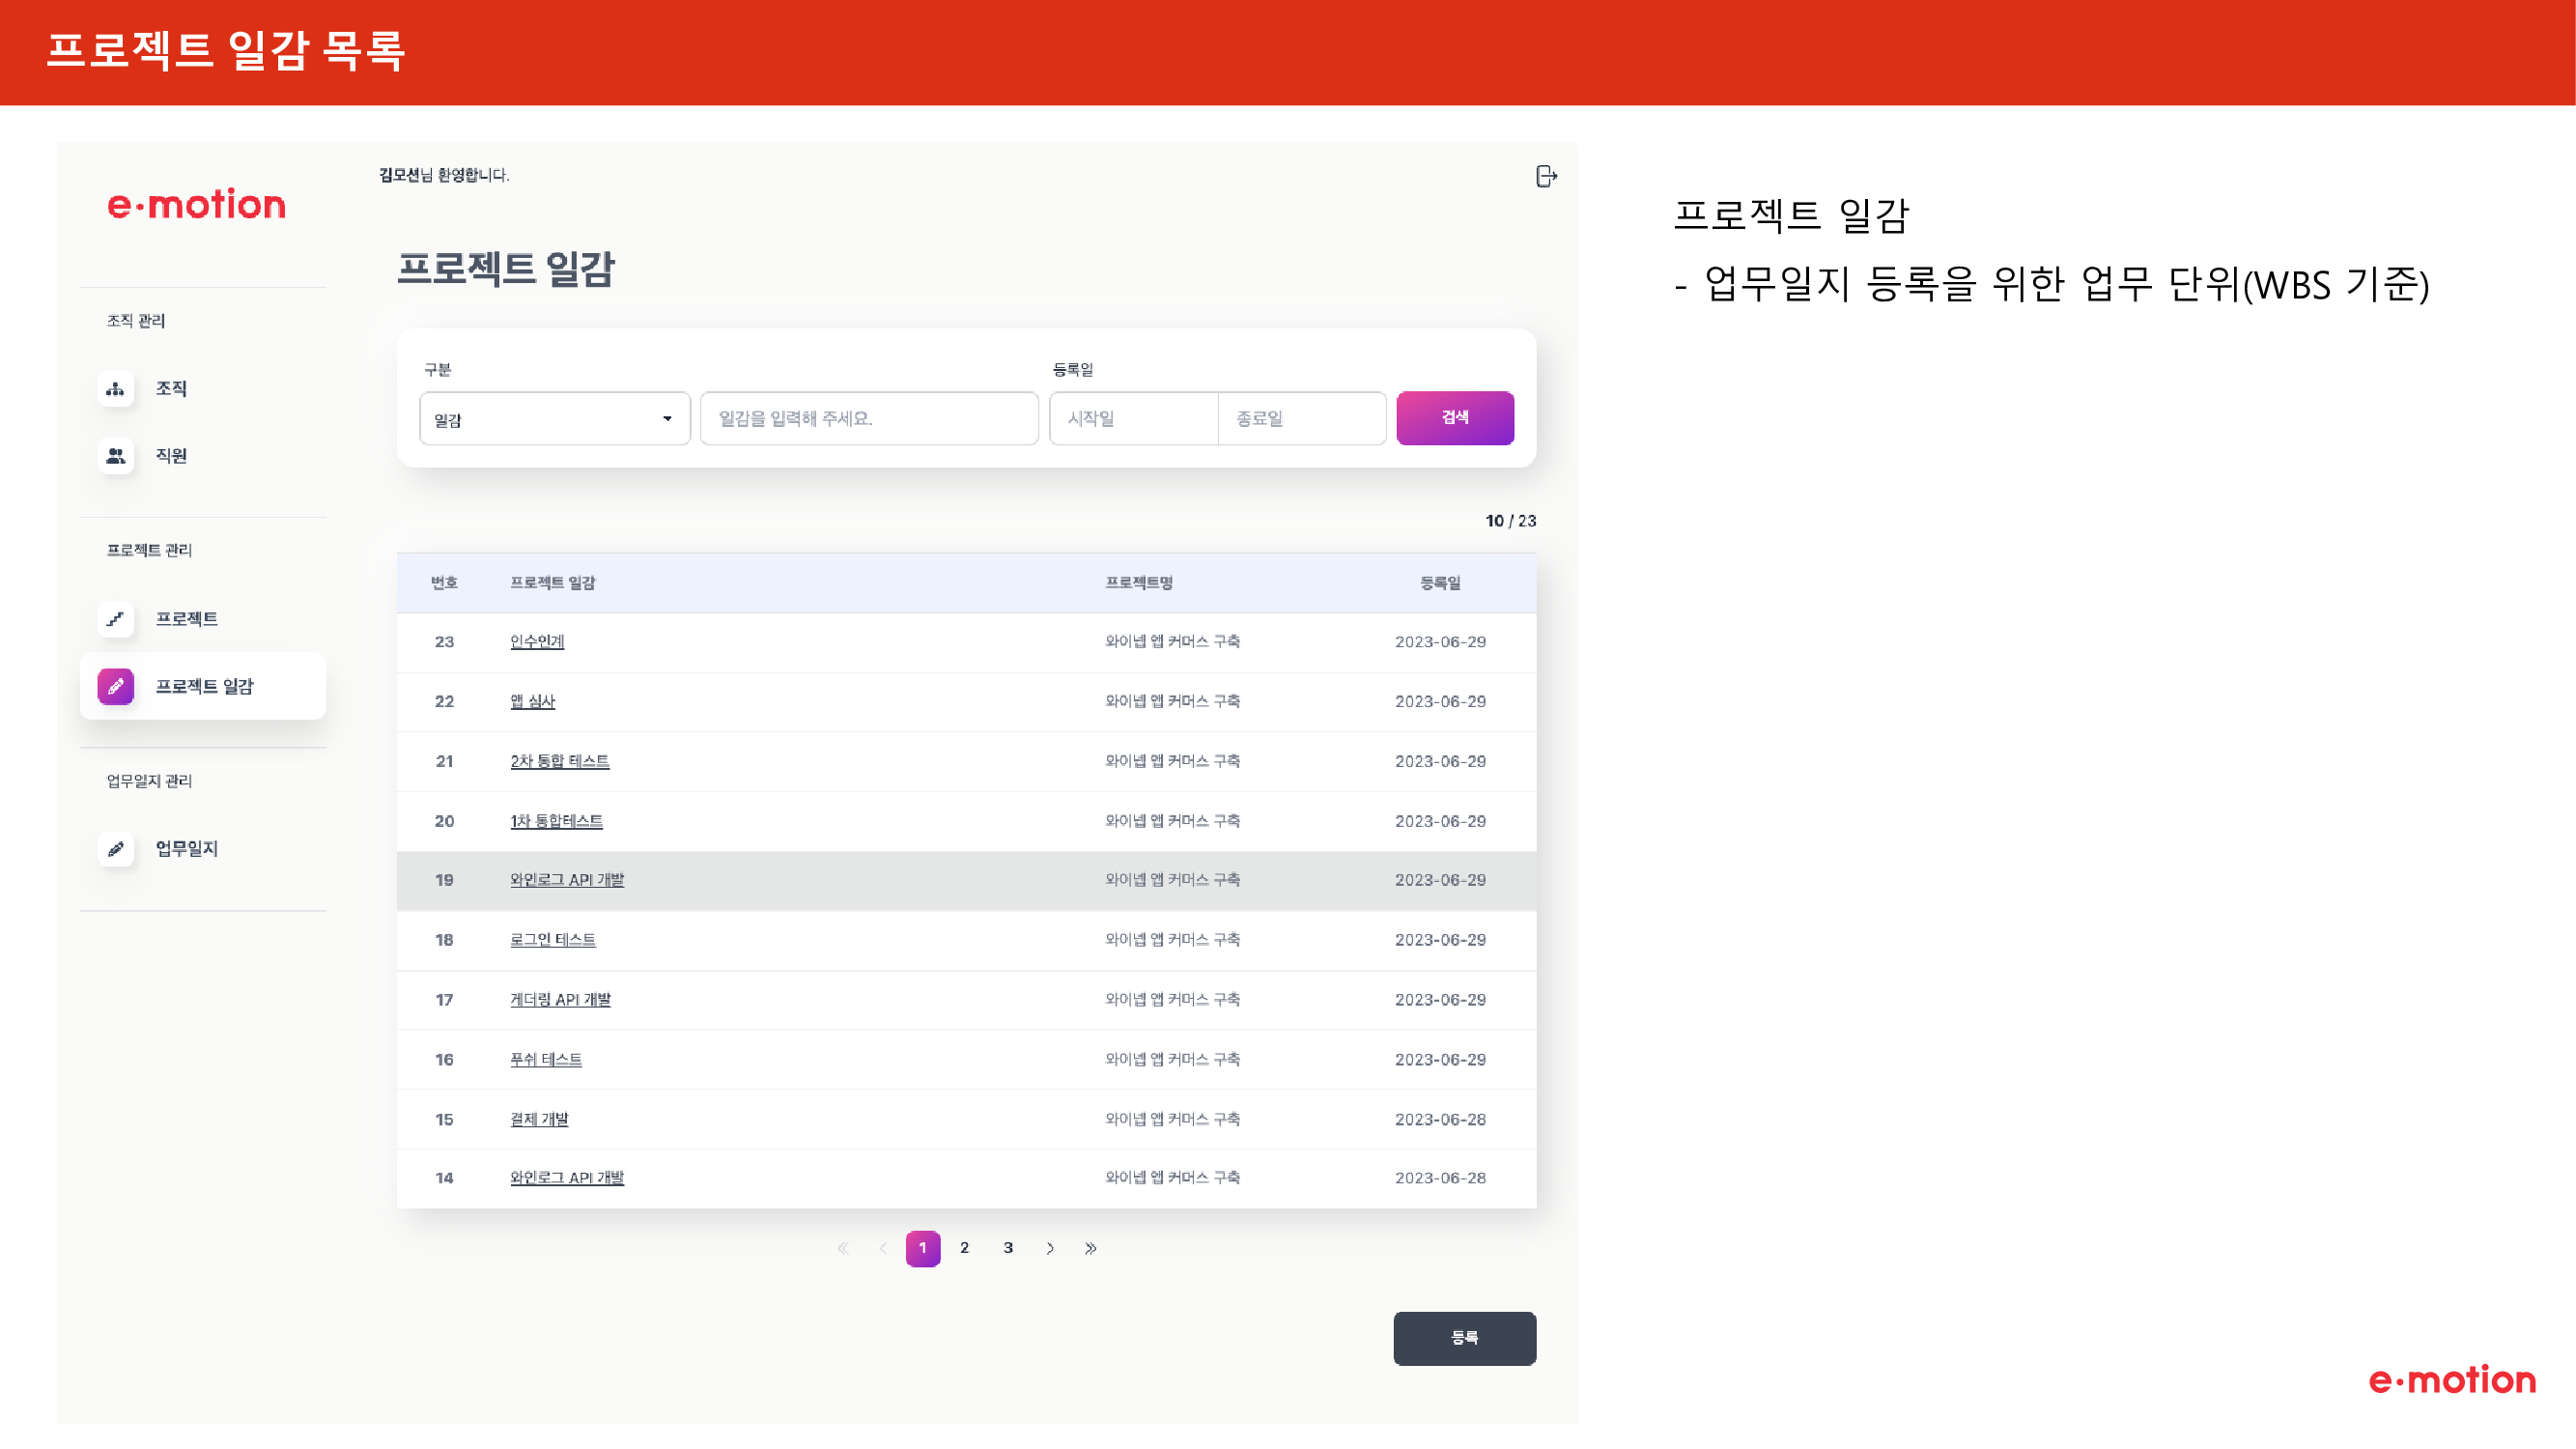 프로젝트 일감 목록
김모션님 환영합니다.
e·motion
조직 관리
조직
직원
프로젝트 관리
프로젝트
프로젝트 일감
업무일지 관리
업무일지
프로젝트 일감
구분
등록일
일감
일감을 입력해 주세요.
시작일
종료일
검색
10 / 23
번호 프로젝트 일감 프로젝트명 등록일
23 인수인계 와이넵 앱 커머스 구축 2023-06-29
22 앱 심사 와이넵 앱 커머스 구축 2023-06-29
21 2차 통합 테스트 와이넵 앱 커머스 구축 2023-06-29
20 1차 통합테스트 와이넵 앱 커머스 구축 2023-06-29
19 와인로그 API 개발 와이넵 앱 커머스 구축 2023-06-29
18 로그인 테스트 와이넵 앱 커머스 구축 2023-06-29
17 게더링 API 개발 와이넵 앱 커머스 구축 2023-06-29
16 푸쉬 테스트 와이넵 앱 커머스 구축 2023-06-29
15 결제 개발 와이넵 앱 커머스 구축 2023-06-28
14 와인로그 API 개발 와이넵 앱 커머스 구축 2023-06-28
« ‹ 1 2 3 › »
등록
프로젝트 일감
- 업무일지 등록을 위한 업무 단위(WBS 기준)
e·motion